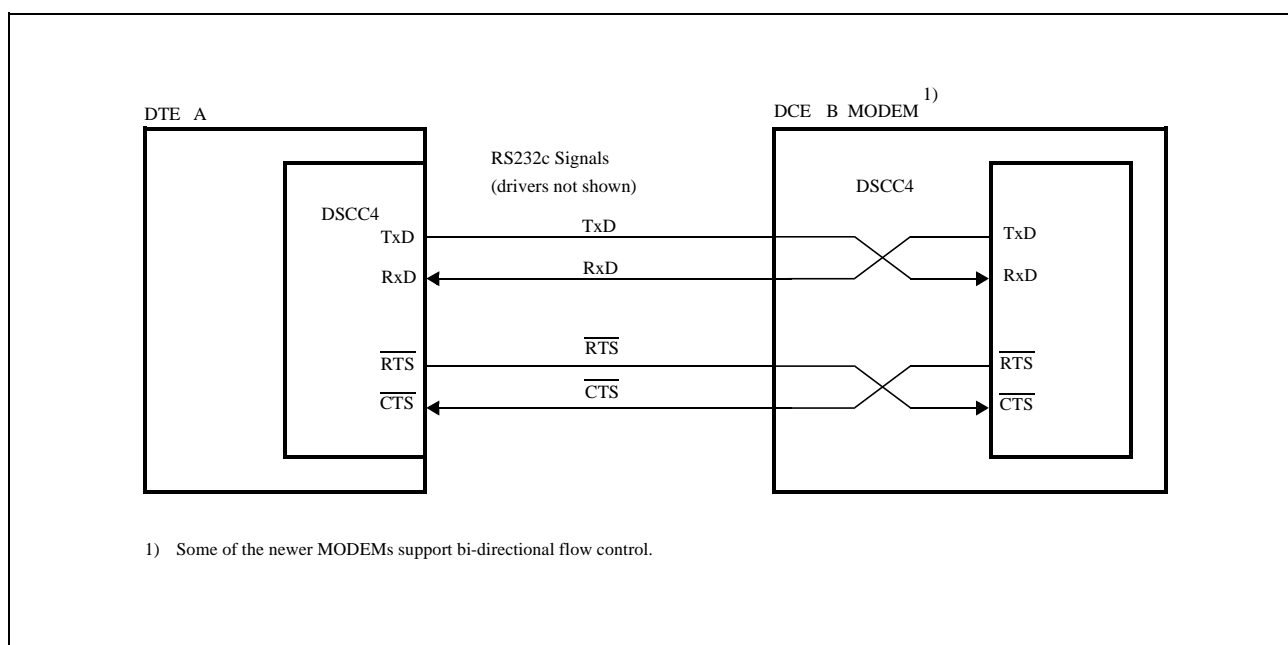 DTE A
DCE B MODEM 1)
RS232c Signals
(drivers not shown)
DSCC4
DSCC4
TxD
TxD
TxD
RxD
RxD
RxD
RTS
RTS
RTS
CTS
CTS
CTS
1) Some of the newer MODEMs support bi-directional flow control.